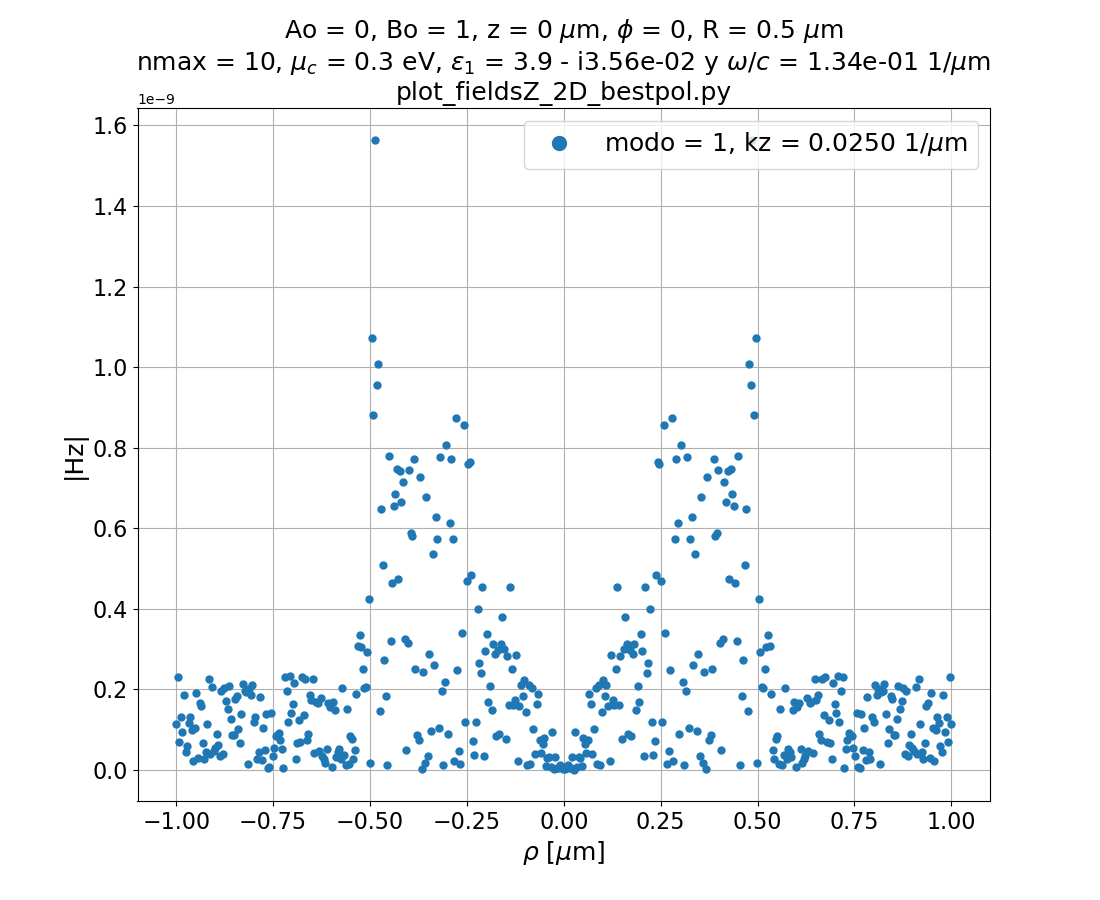 Ao = 0, Bo = 1, z = 0 μm, ϕ = 0, R = 0.5 μm
nmax = 10, μc = 0.3 eV, ε1 = 3.9 - i3.56e-02 y ω/c = 1.34e-01 1/μm
plot_fieldsZ_2D_bestpol.py
1e−9
modo = 1, kz = 0.0250 1/μm
1.6
1.4
1.2
1.0
0.8
0.6
0.4
0.2
0.0
|Hz|
−1.00 −0.75 −0.50 −0.25 0.00 0.25 0.50 0.75 1.00
ρ [μm]